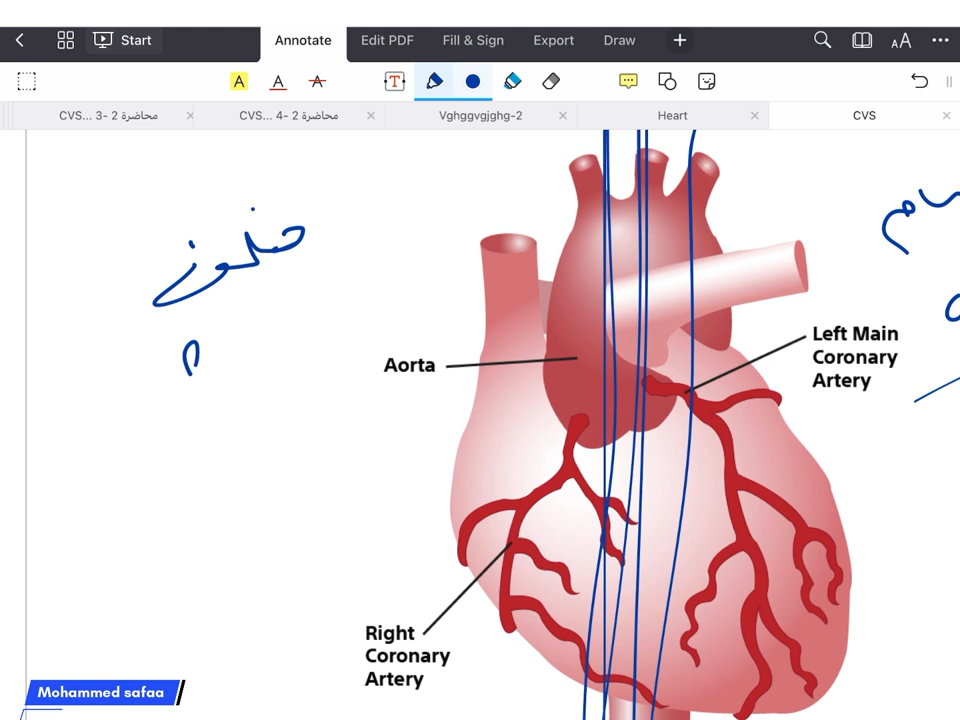 Start
Annotate
Edit PDF
Fill & Sign
Export
Draw
CVS... محاضرة 2 -3
CVS... محاضرة 2 -4
Vghggvgjghg-2
Heart
CVS
Aorta
Left Main
Coronary
Artery
Right
Coronary
Artery
Mohammed safaa